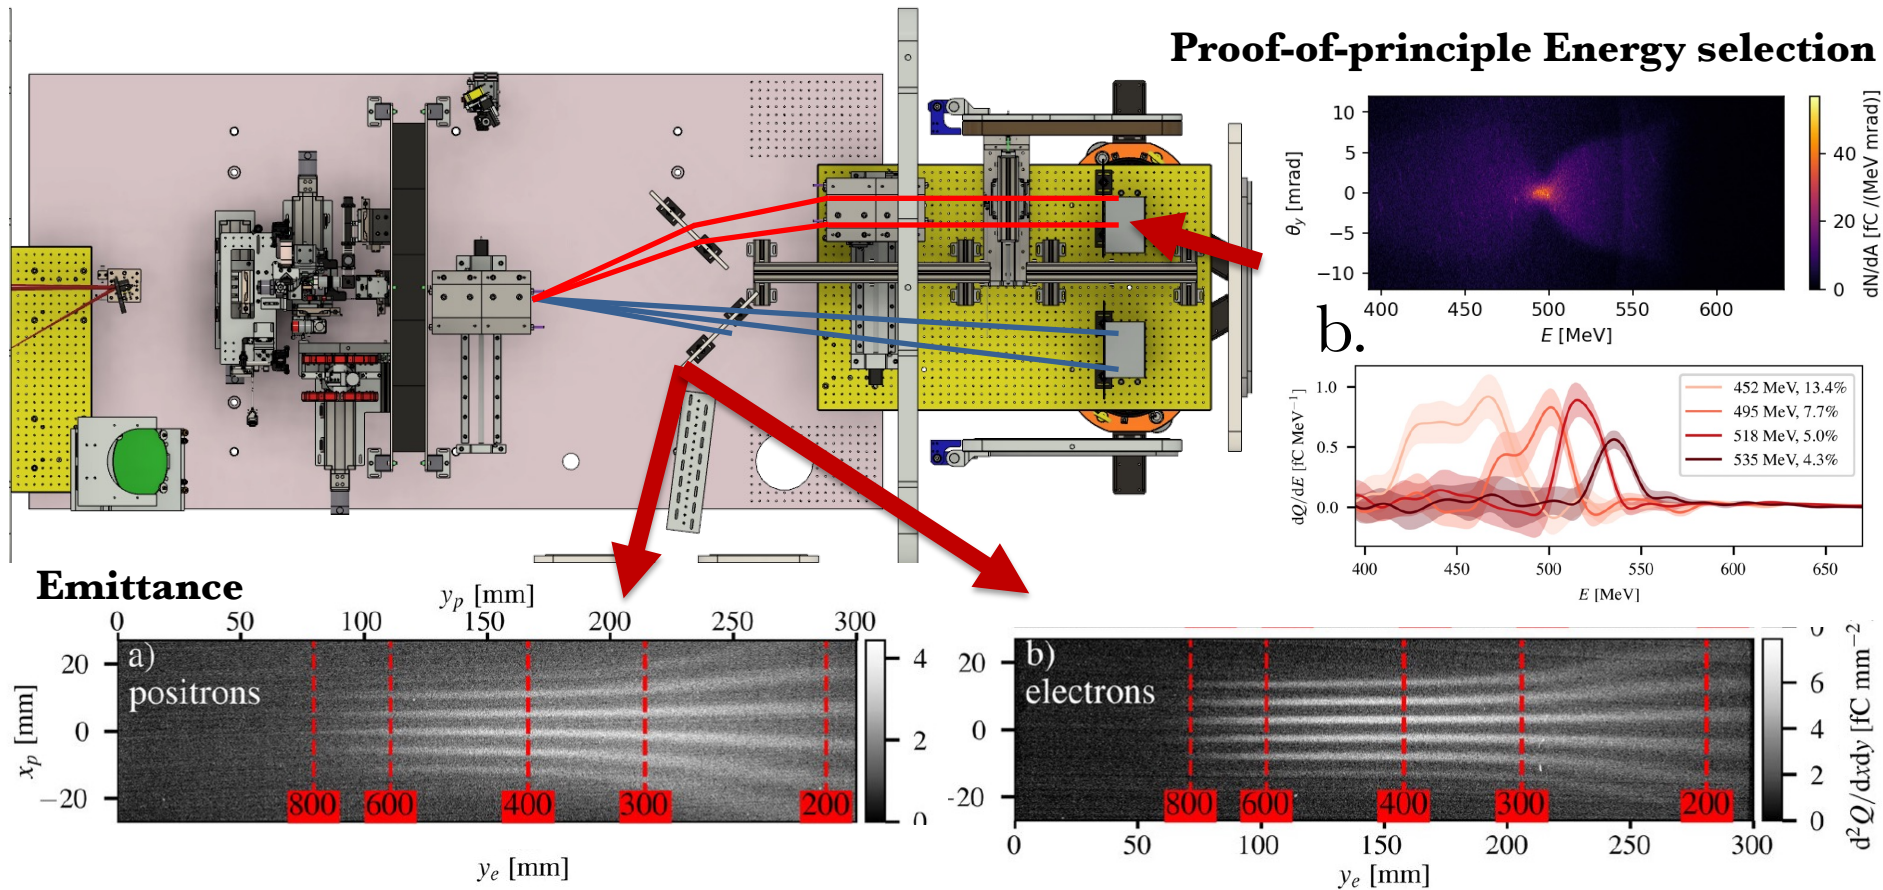 Proof-of-principle Energy selection
10
5
0
−5
−10
θy [mrad]
400 450 500 600
E [MeV]
40
20
0
dN/dA [fC /(MeV mrad)]
b.
1.0
0.5
0.0
dQ/dE [fC MeV⁻¹]
452 MeV, 13.4%
495 MeV, 7.7%
518 MeV, 5.0%
535 MeV, 4.3%
400 450 500 550 600 650
E [MeV]
Emittance
yp [mm]
0 50 100 150 200 250 300
20
0
−20
xp [mm]
a)
positrons
800 600 400 300 200
4
2
0
ye [mm]
20
0
-20
b)
electrons
800 600 400 300 200
0
6
4
2
0
d²Q/dxdy [fC mm⁻²
0 50 100 150 200 250 300
ye [mm]